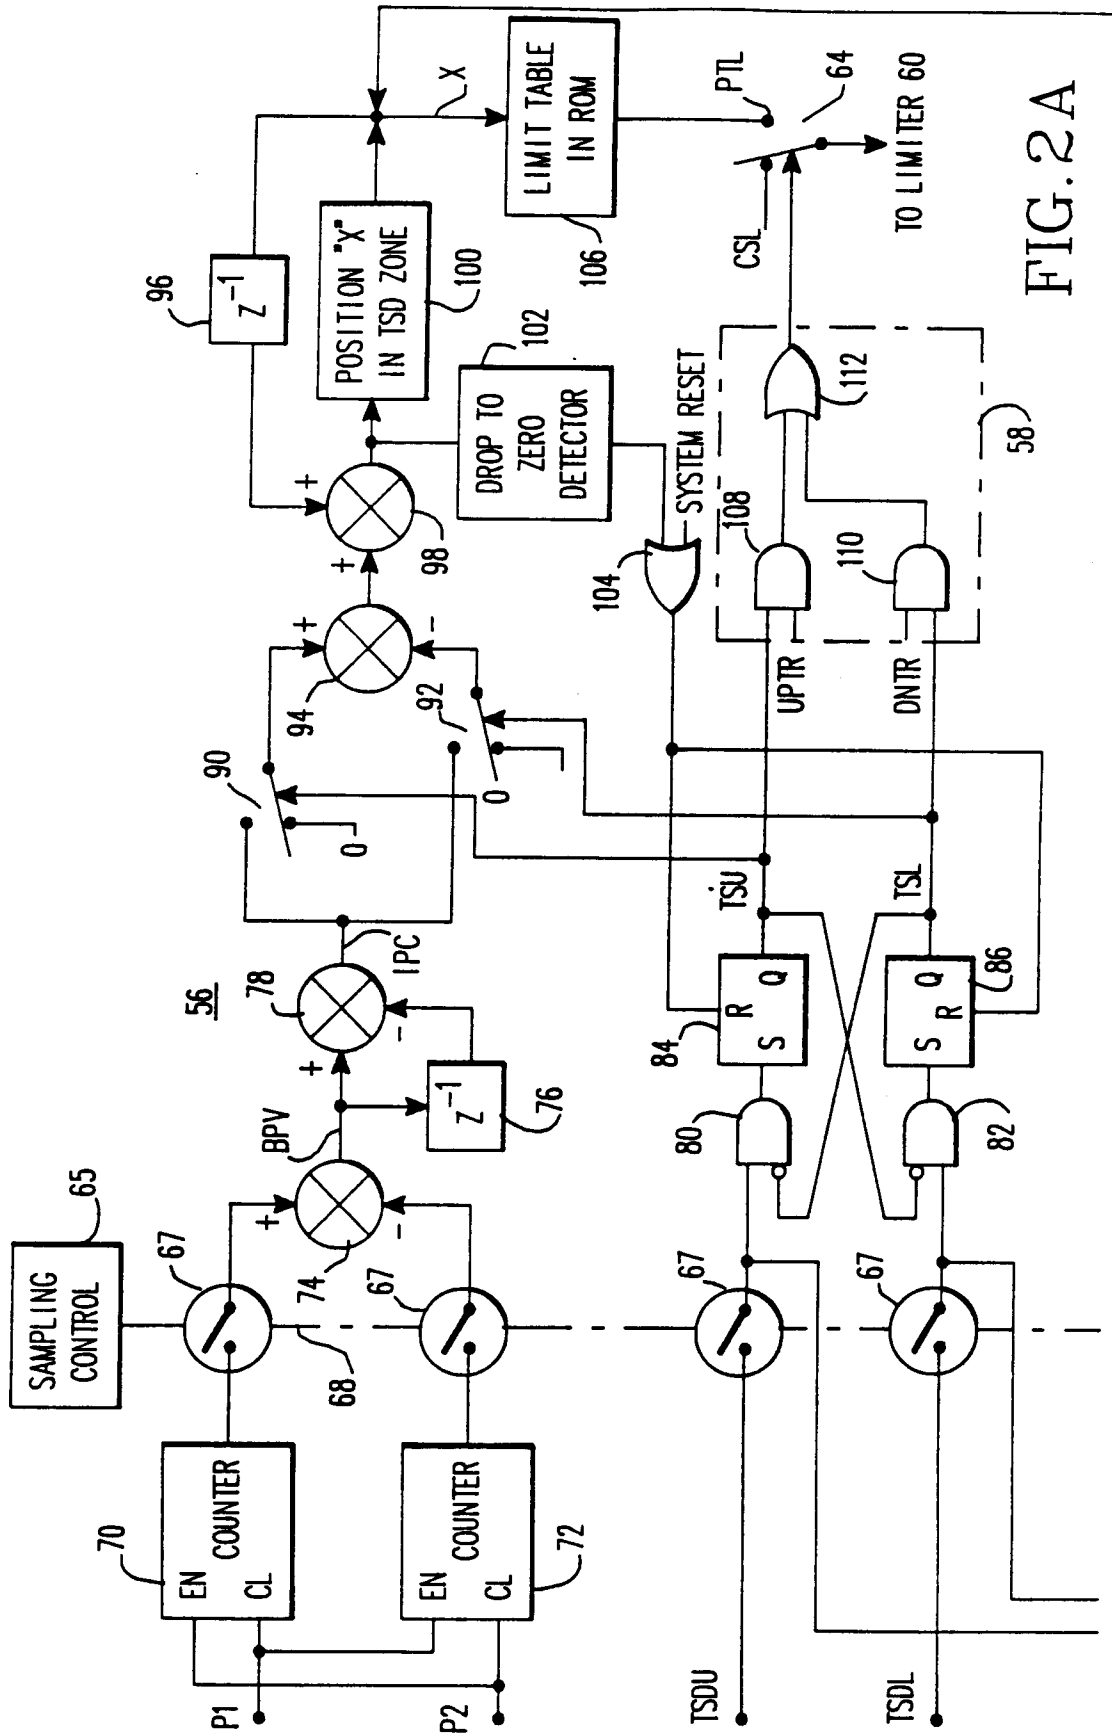 SAMPLING
CONTROL
65
67
68
70
EN
COUNTER
CL
P1
72
EN
COUNTER
CL
P2
67
74
+
-
BPV
+
-
78
Z⁻¹
76
56
IPC
90
0
92
0
94
+
-
96
Z⁻¹
+
+
98
POSITION "X"
IN TSD ZONE
100
102
DROP TO
ZERO
DETECTOR
X
LIMIT TABLE
IN ROM
106
PTL
64
CSL
TO LIMITER 60
104
SYSTEM RESET
TSDU
67
80
84
R
S
Q
TSU
UPTR
108
112
58
TSDL
67
82
S
R
Q
86
TSL
DNTR
110
FIG. 2A